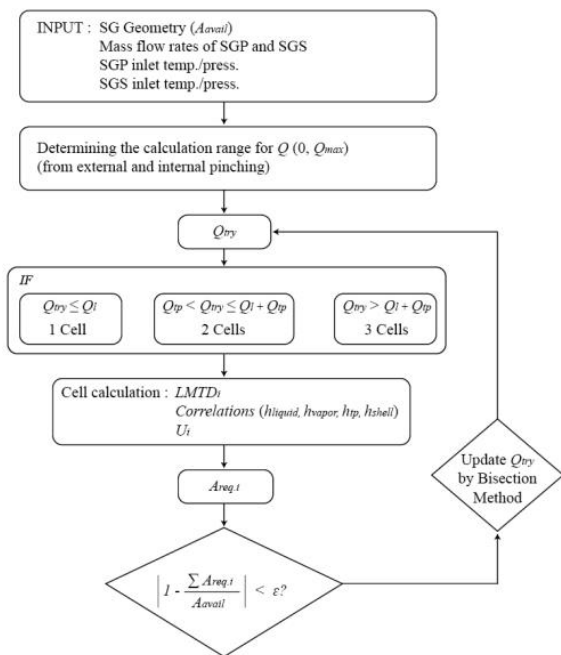 INPUT : SG Geometry (Aavail)
Mass flow rates of SGP and SGS
SGP inlet temp./press.
SGS inlet temp./press.
Determining the calculation range for Q (0, Qmax)
(from external and internal pinching)
Qtry
IF
Qtry ≤ Ql
1 Cell
Qtp < Qtry ≤ Ql + Qtp
2 Cells
Qtry > Ql + Qtp
3 Cells
Cell calculation : LMTDi
Correlations (hliquid, hvapor, htp, hshell)
Ui
Update Qtry
by Bisection
Method
Areq.i
| 1 - ∑ Areq.i / Aavail | < ε?